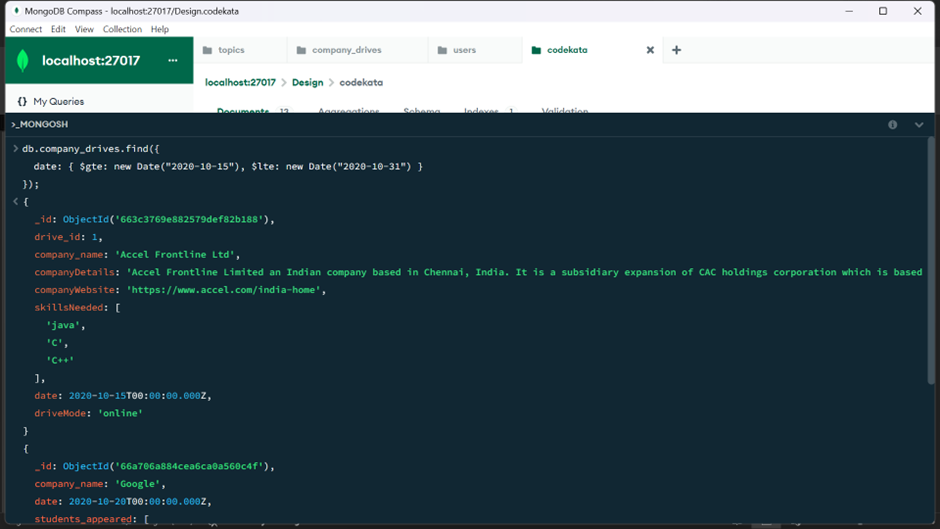 MongoDB Compass - localhost:27017/Design.codekata
Connect Edit View Collection Help
localhost:27017 ...
topics company_drives users codekata
localhost:27017 > Design > codekata
{} My Queries
Documents 13 Aggregations Schema Indexes 1 Validation
>_MONGOSH
> db.company_drives.find({
date: { $gte: new Date("2020-10-15"), $lte: new Date("2020-10-31") }
});
< {
_id: ObjectId('663c3769e882579def82b188'),
drive_id: 1,
company_name: 'Accel Frontline Ltd',
companyDetails: 'Accel Frontline Limited an Indian company based in Chennai, India. It is a subsidiary expansion of CAC holdings corporation which is based
companyWebsite: 'https://www.accel.com/india-home',
skillsNeeded: [
'java',
'C',
'C++'
],
date: 2020-10-15T00:00:00.000Z,
driveMode: 'online'
}
{
_id: ObjectId('66a706a884cea6ca0a560c4f'),
company_name: 'Google',
date: 2020-10-20T00:00:00.000Z,
students_appeared: [